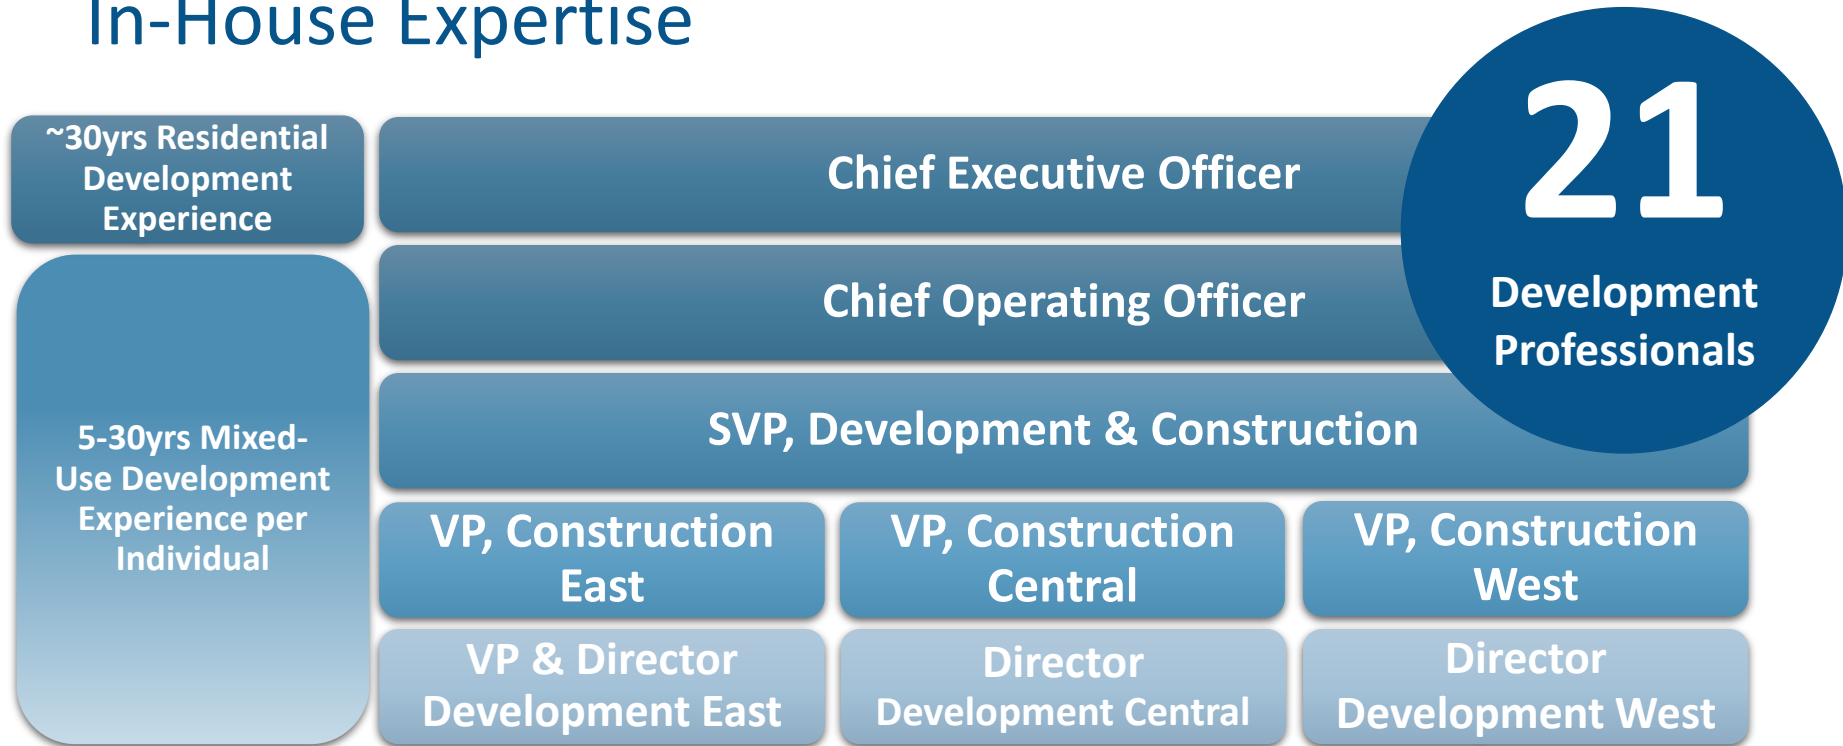 In-House Expertise
~30yrs Residential
Development
Experience
Chief Executive Officer
21
Development
Professionals
Chief Operating Officer
5-30yrs Mixed-
Use Development
Experience per
Individual
SVP, Development & Construction
VP, Construction
East
VP, Construction
Central
VP, Construction
West
VP & Director
Development East
Director
Development Central
Director
Development West